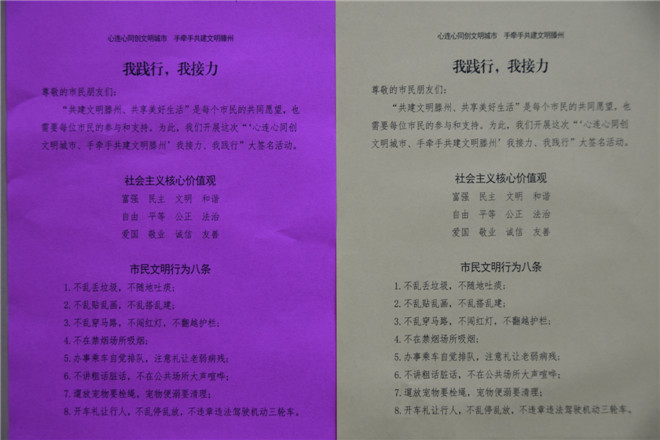 心连心同创文明城市 手牵手共建文明滕州
我践行，我接力
尊敬的市民朋友们：
“共建文明滕州、共享美好生活”是每个市民的共同愿望，也
需要每位市民的参与和支持。为此，我们开展这次“‘心连心同创
文明城市、手牵手共建文明滕州’我接力、我践行”大签名活动。
社会主义核心价值观
富强 民主 文明 和谐
自由 平等 公正 法治
爱国 敬业 诚信 友善
市民文明行为八条
1.不乱丢垃圾，不随地吐痰；
2.不乱贴乱画，不乱搭乱建；
3.不乱穿马路，不闯红灯，不翻越护栏；
4.不在禁烟场所吸烟；
5.办事乘车自觉排队，注意礼让老弱病残；
6.不讲粗话脏话，不在公共场所大声喧哗；
7.遛放宠物要栓绳，宠物便溺要清理；
8.开车礼让行人，不乱停乱放，不违章违法驾驶机动三轮车。
心连心同创文明城市 手牵手共建文明滕州
我践行，我接力
尊敬的市民朋友们：
“共建文明滕州、共享美好生活”是每个市民的共同愿望，也
需要每位市民的参与和支持。为此，我们开展这次“‘心连心同创
文明城市、手牵手共建文明滕州’我接力、我践行”大签名活动。
社会主义核心价值观
富强 民主 文明 和谐
自由 平等 公正 法治
爱国 敬业 诚信 友善
市民文明行为八条
1.不乱丢垃圾，不随地吐痰；
2.不乱贴乱画，不乱搭乱建；
3.不乱穿马路，不闯红灯，不翻越护栏；
4.不在禁烟场所吸烟；
5.办事乘车自觉排队，注意礼让老弱病残；
6.不讲粗话脏话，不在公共场所大声喧哗；
7.遛放宠物要栓绳，宠物便溺要清理；
8.开车礼让行人，不乱停乱放，不违章违法驾驶机动三轮车。